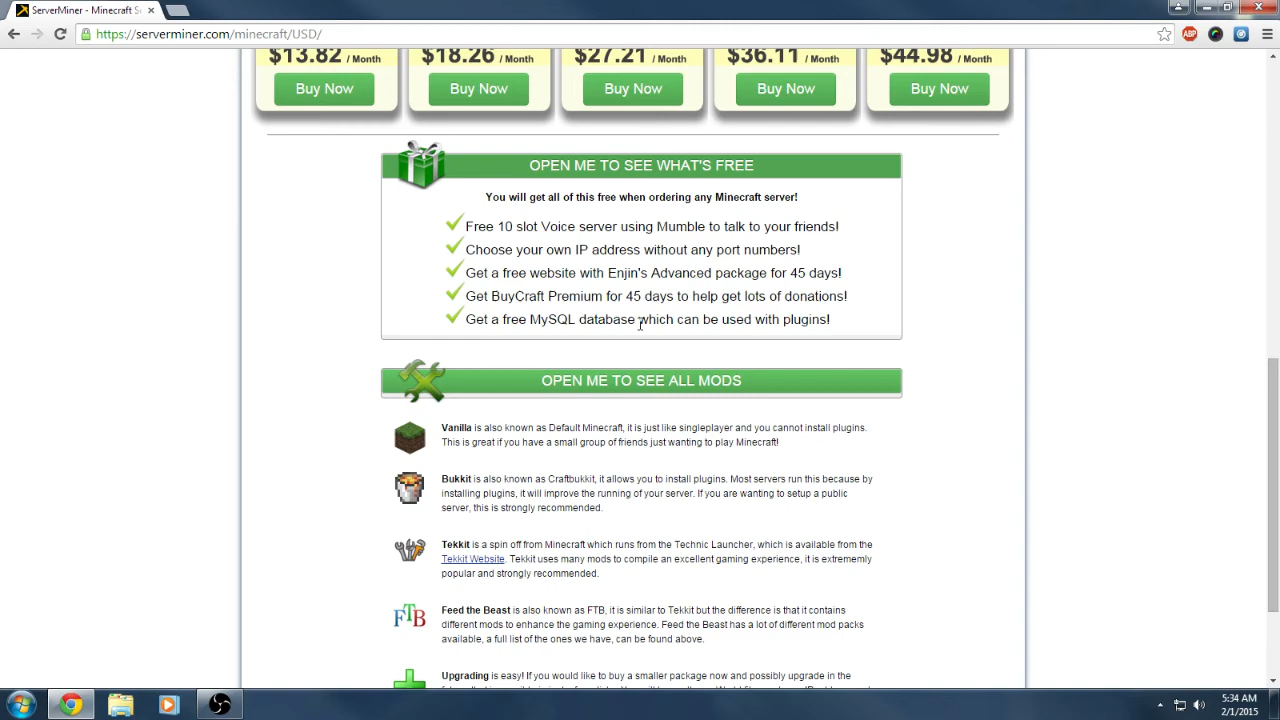 ServerMiner - Minecraft S
https://serverminer.com/minecraft/USD/
ABP
$13.82 / Month
$18.26 / Month
$27.21 / Month
$36.11 / Month
$44.98 / Month
Buy Now
Buy Now
Buy Now
Buy Now
Buy Now
OPEN ME TO SEE WHAT'S FREE
You will get all of this free when ordering any Minecraft server!
Free 10 slot Voice server using Mumble to talk to your friends!
Choose your own IP address without any port numbers!
Get a free website with Enjin's Advanced package for 45 days!
Get BuyCraft Premium for 45 days to help get lots of donations!
Get a free MySQL database which can be used with plugins!
OPEN ME TO SEE ALL MODS
Vanilla is also known as Default Minecraft, it is just like singleplayer and you cannot install plugins.
This is great if you have a small group of friends just wanting to play Minecraft!
Bukkit is also known as Craftbukkit, it allows you to install plugins. Most servers run this because by
installing plugins, it will improve the running of your server. If you are wanting to setup a public
server, this is strongly recommended.
Tekkit is a spin off from Minecraft which runs from the Technic Launcher, which is available from the
Tekkit Website. Tekkit uses many mods to compile an excellent gaming experience, it is extrememly
popular and strongly recommended.
FTB
Feed the Beast is also known as FTB, it is similar to Tekkit but the difference is that it contains
different mods to enhance the gaming experience. Feed the Beast has a lot of different mod packs
available, a full list of the ones we have, can be found above.
Upgrading is easy! If you would like to buy a smaller package now and possibly upgrade in the
5:34 AM
2/1/2015